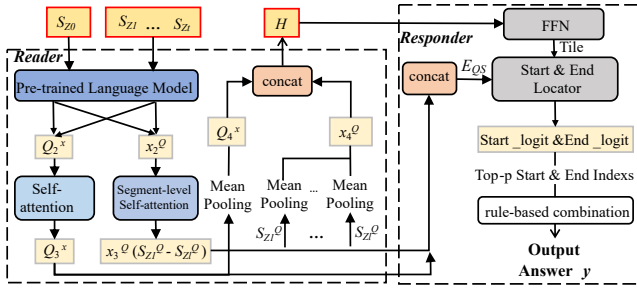 S_{Z0}
S_{Z1} ... S_{Zt}
H
Reader
Pre-trained Language Model
Q_2^x
x_2^Q
Self-attention
Segment-level Self-attention
Q_3^x
x_3^Q (S_{Z1}^Q - S_{Zl}^Q)
concat
Q_4^x
x_4^Q
Mean Pooling
Mean Pooling
...
Mean Pooling
S_{Z1}^Q
...
S_{Zl}^Q
Responder
FFN
Tile
concat
E_{QS}
Start & End Locator
Start _logit &End _logit
Top-p Start & End Indexs
rule-based combination
Output
Answer y